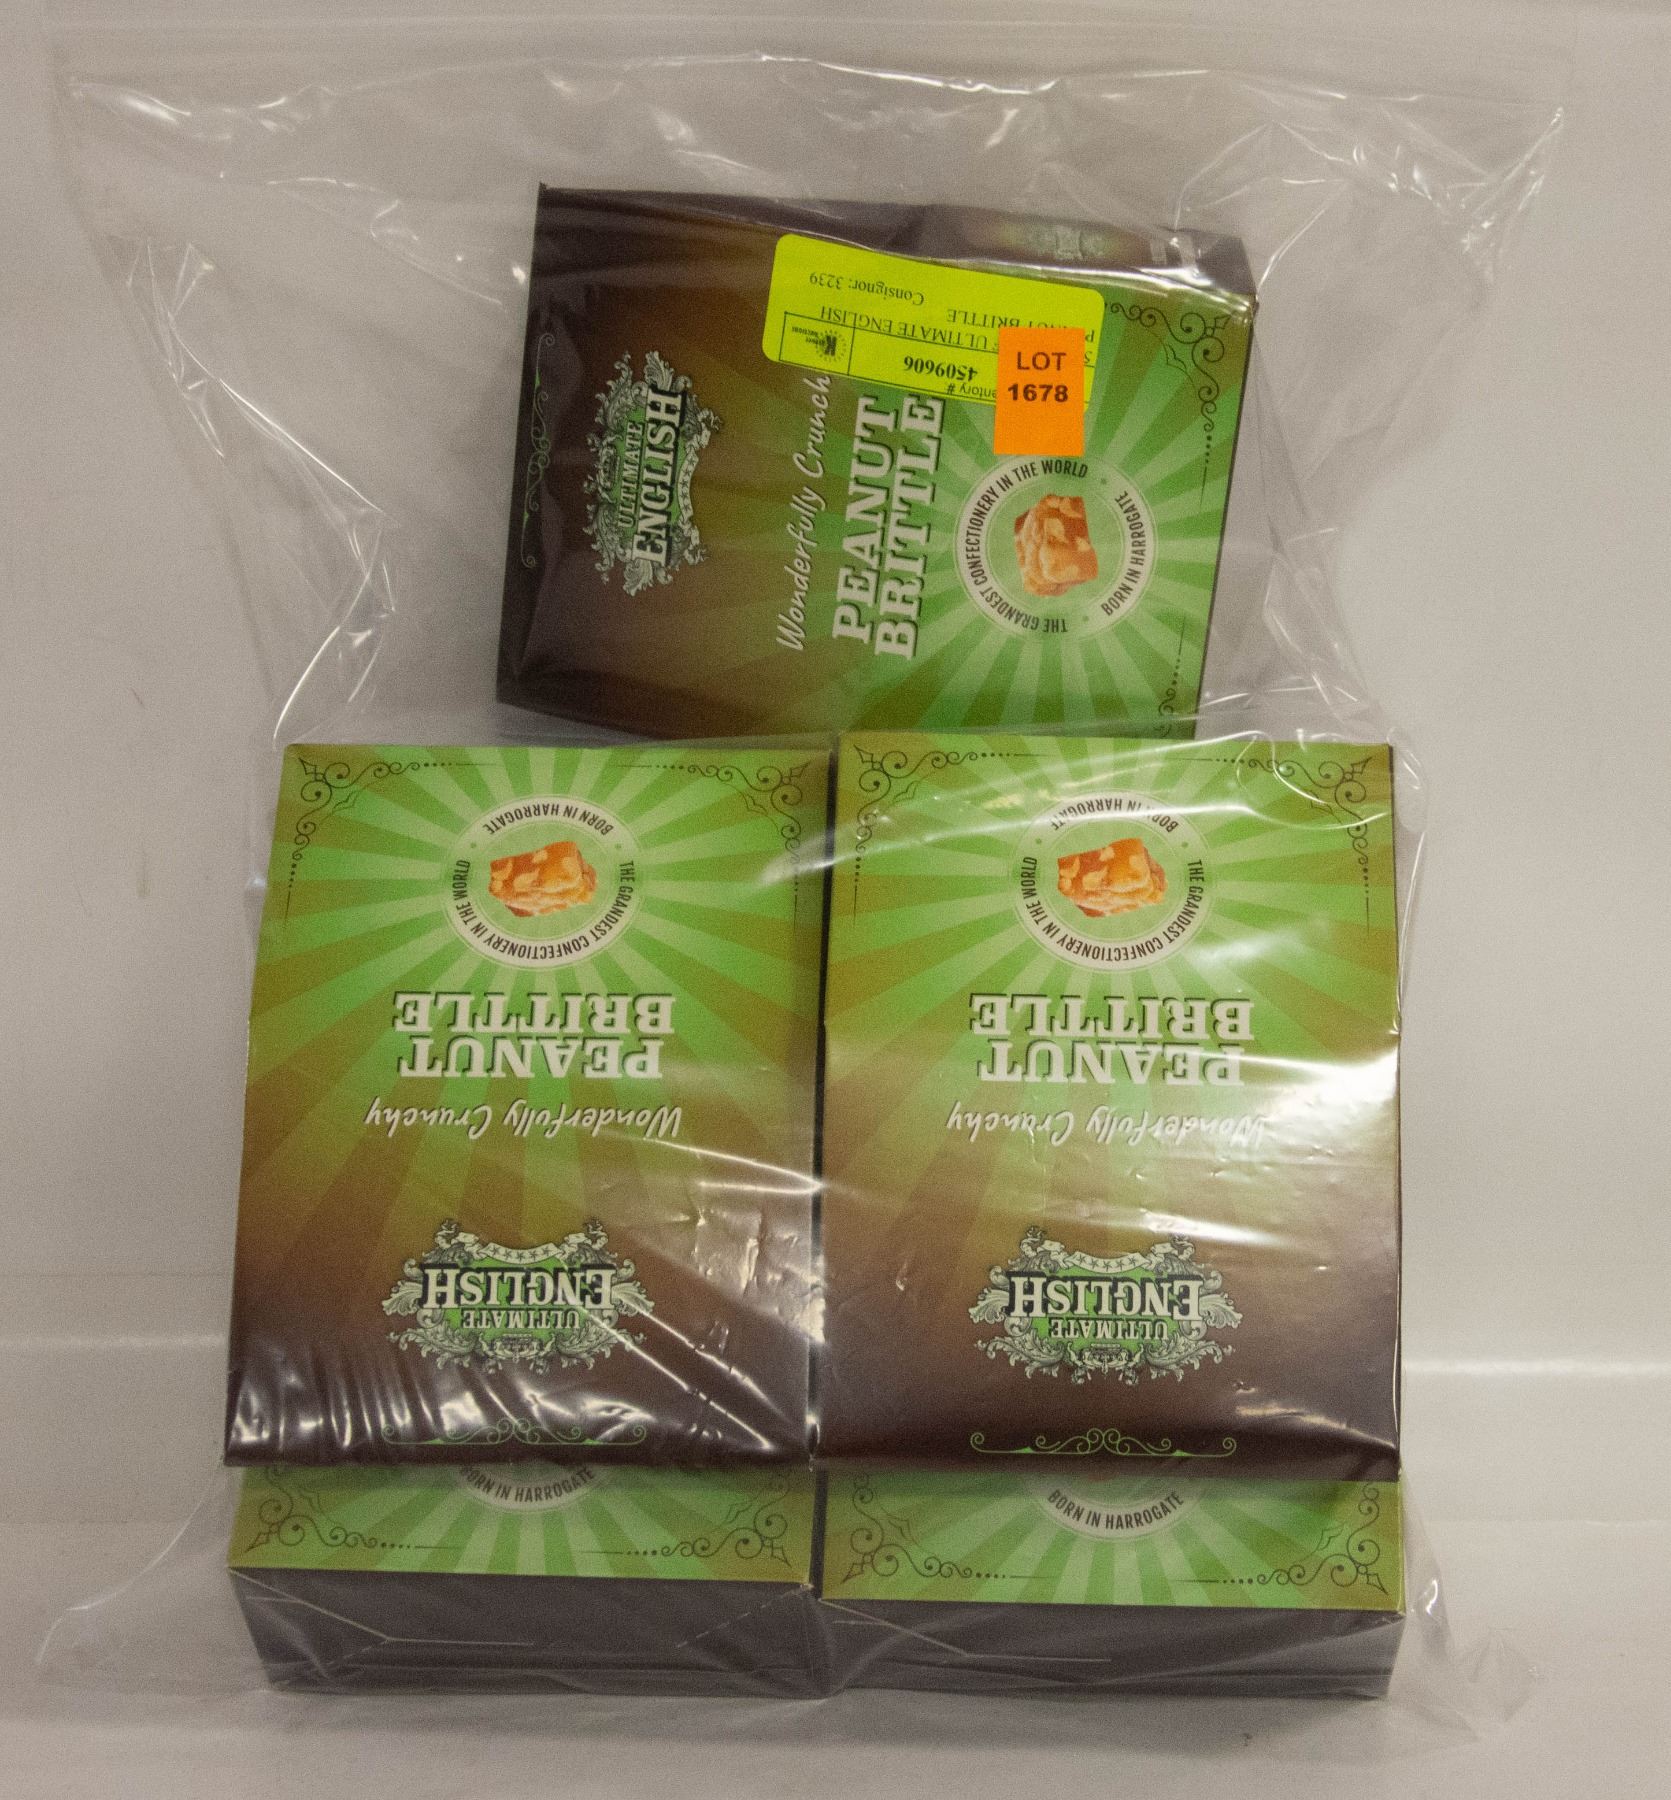 Consignor: 3239
ULTIMATE ENGLISH
BRITTLE
4509606
LOT
1678
ULTIMATE
ENGLISH
Wonderfully Crunch
PEANUT
BRITTLE
THE GRANDEST CONFECTIONERY IN THE WORLD
BORN IN HARROGATE
BORN IN HARROGATE
THE GRANDEST CONFECTIONERY IN THE WORLD
ULTIMATE
ENGLISH
Wonderfully Crunchy
PEANUT
BRITTLE
BORN IN HARROGATE
THE GRANDEST CONFECTIONERY IN THE WORLD
ULTIMATE
ENGLISH
Wonderfully Crunchy
PEANUT
BRITTLE
BORN IN HARROGATE
BORN IN HARROGATE